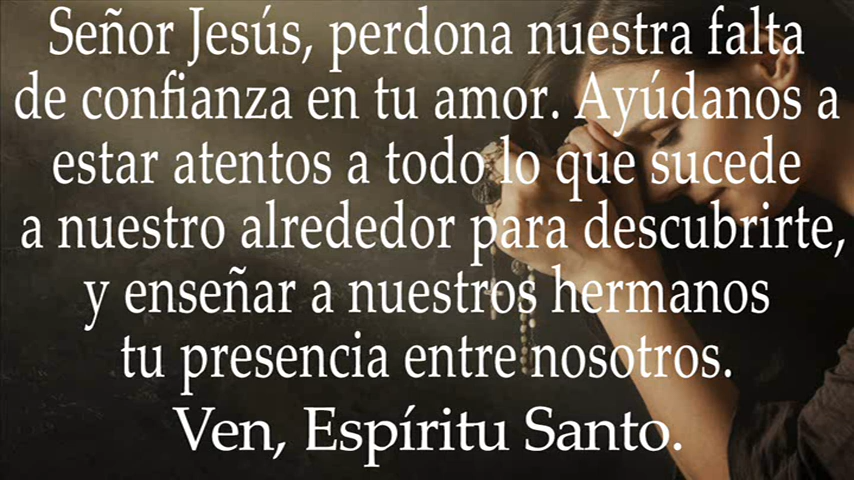 Señor Jesús, perdona nuestra falta
de confianza en tu amor. Ayúdanos a
estar atentos a todo lo que sucede
a nuestro alrededor para descubrirte,
y enseñar a nuestros hermanos
tu presencia entre nosotros.
Ven, Espíritu Santo.